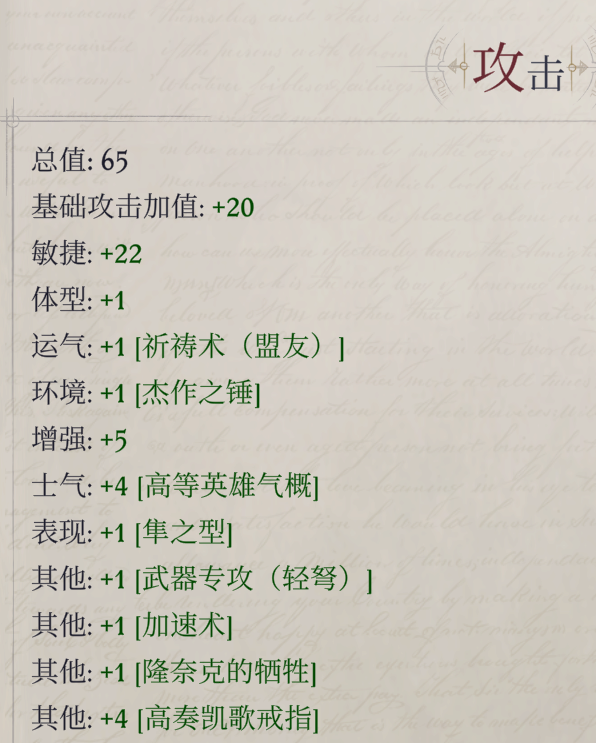 攻击
总值: 65
基础攻击加值: +20
敏捷: +22
体型: +1
运气: +1 [祈祷术（盟友）]
环境: +1 [杰作之锤]
增强: +5
士气: +4 [高等英雄气概]
表现: +1 [隼之型]
其他: +1 [武器专攻（轻弩）]
其他: +1 [加速术]
其他: +1 [隆奈克的牺牲]
其他: +4 [高奏凯歌戒指]